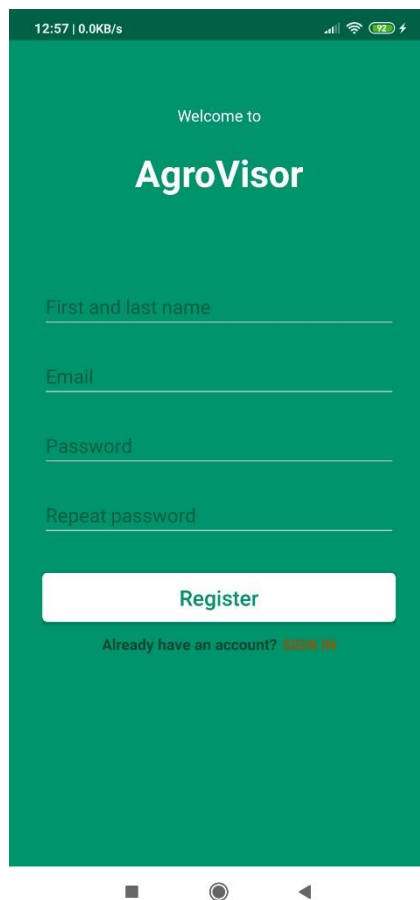 12:57 | 0.0KB/s
92
Welcome to
AgroVisor
First and last name
Email
Password
Repeat password
Register
Already have an account? SIGN IN